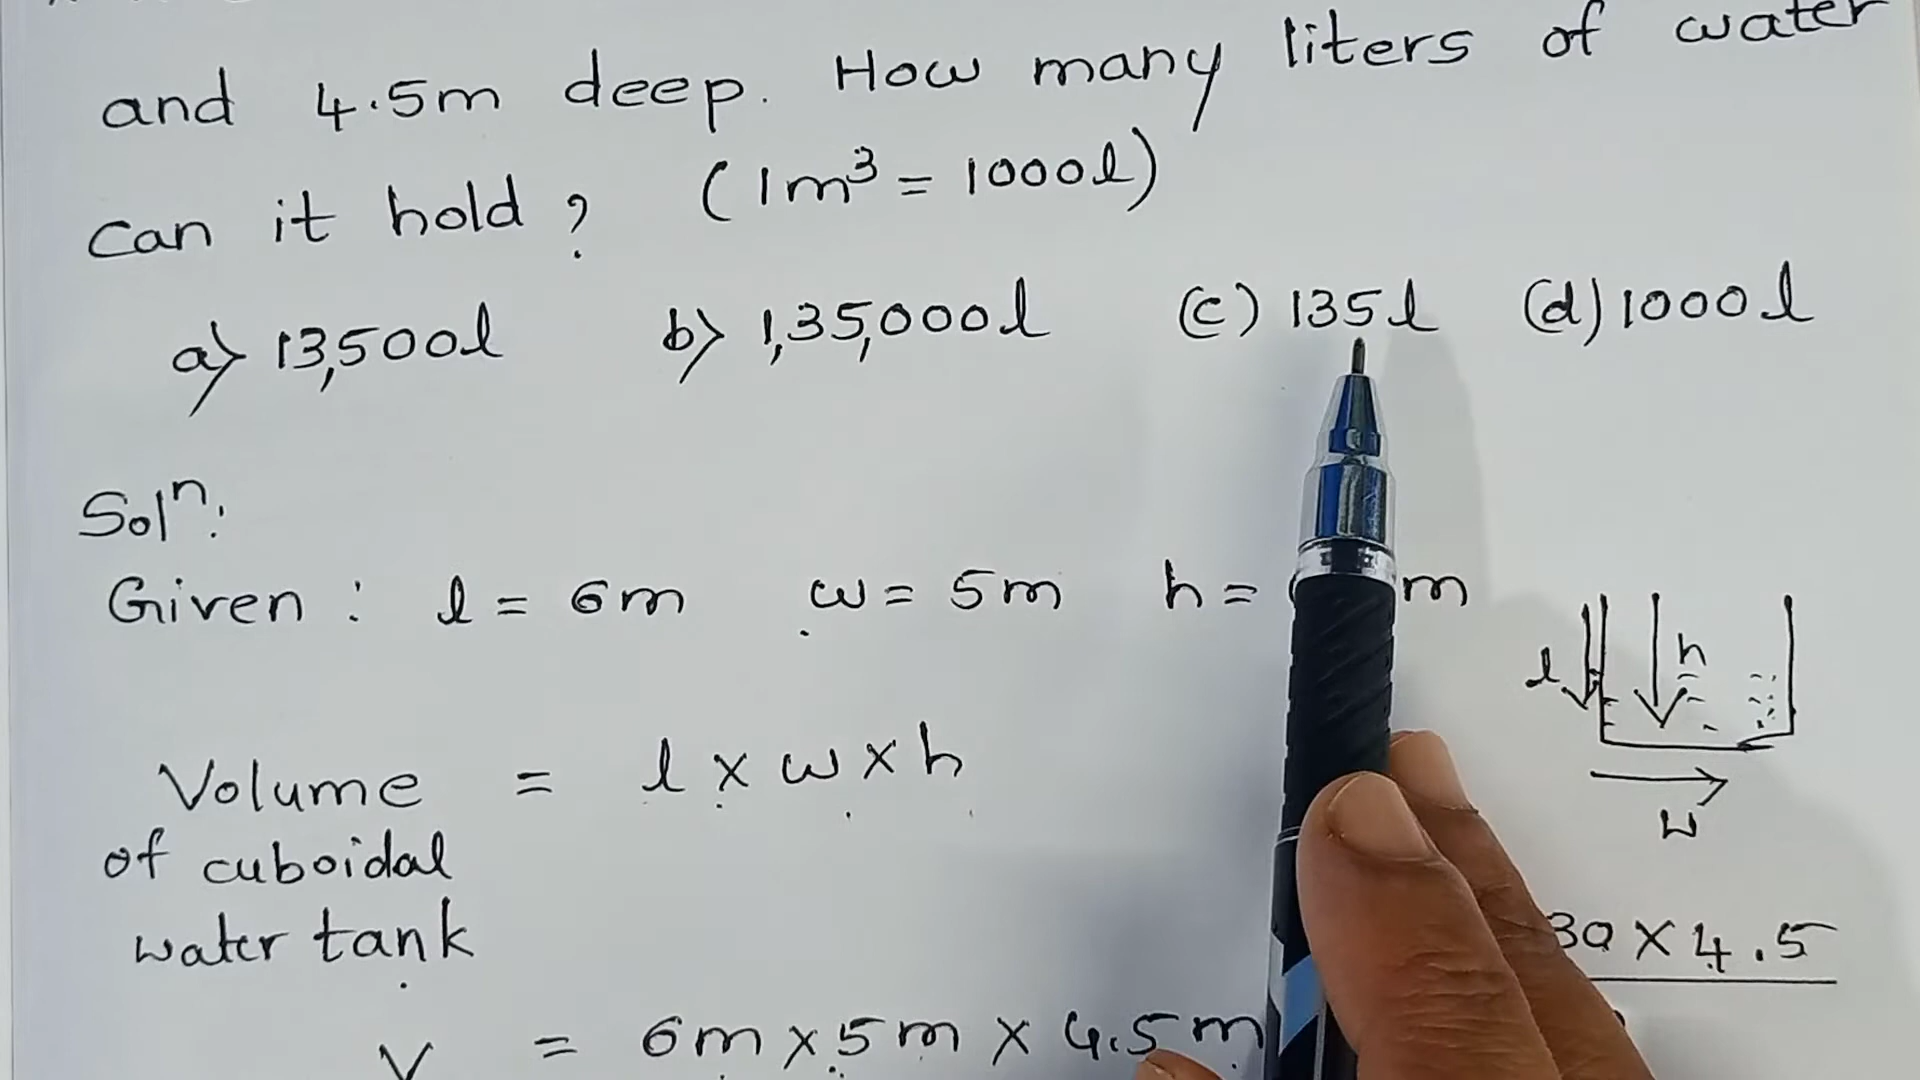 and 4.5m deep. How many liters of water
can it hold? (1m³ = 1000l)
a) 13,500l b) 1,35,000l (c) 135l (d) 1000l
Solⁿ:
Given : l = 6m w = 5m h = m
l h
w
Volume = l x w x h
of cuboidal
water tank
30 x 4.5
V = 6m x 5m x 4.5m